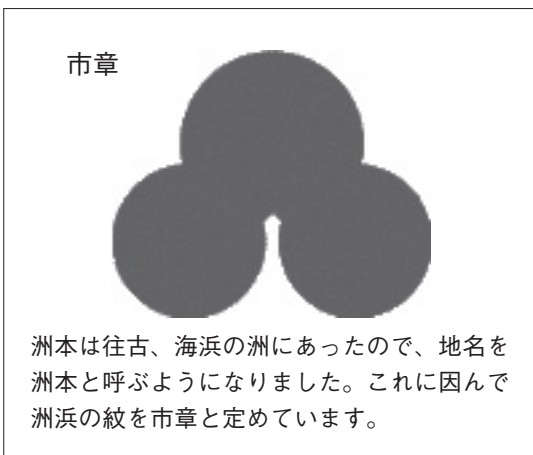 市章
洲本は往古、海浜の洲にあったので、地名を
洲本と呼ぶようになりました。これに因んで
洲浜の紋を市章と定めています。